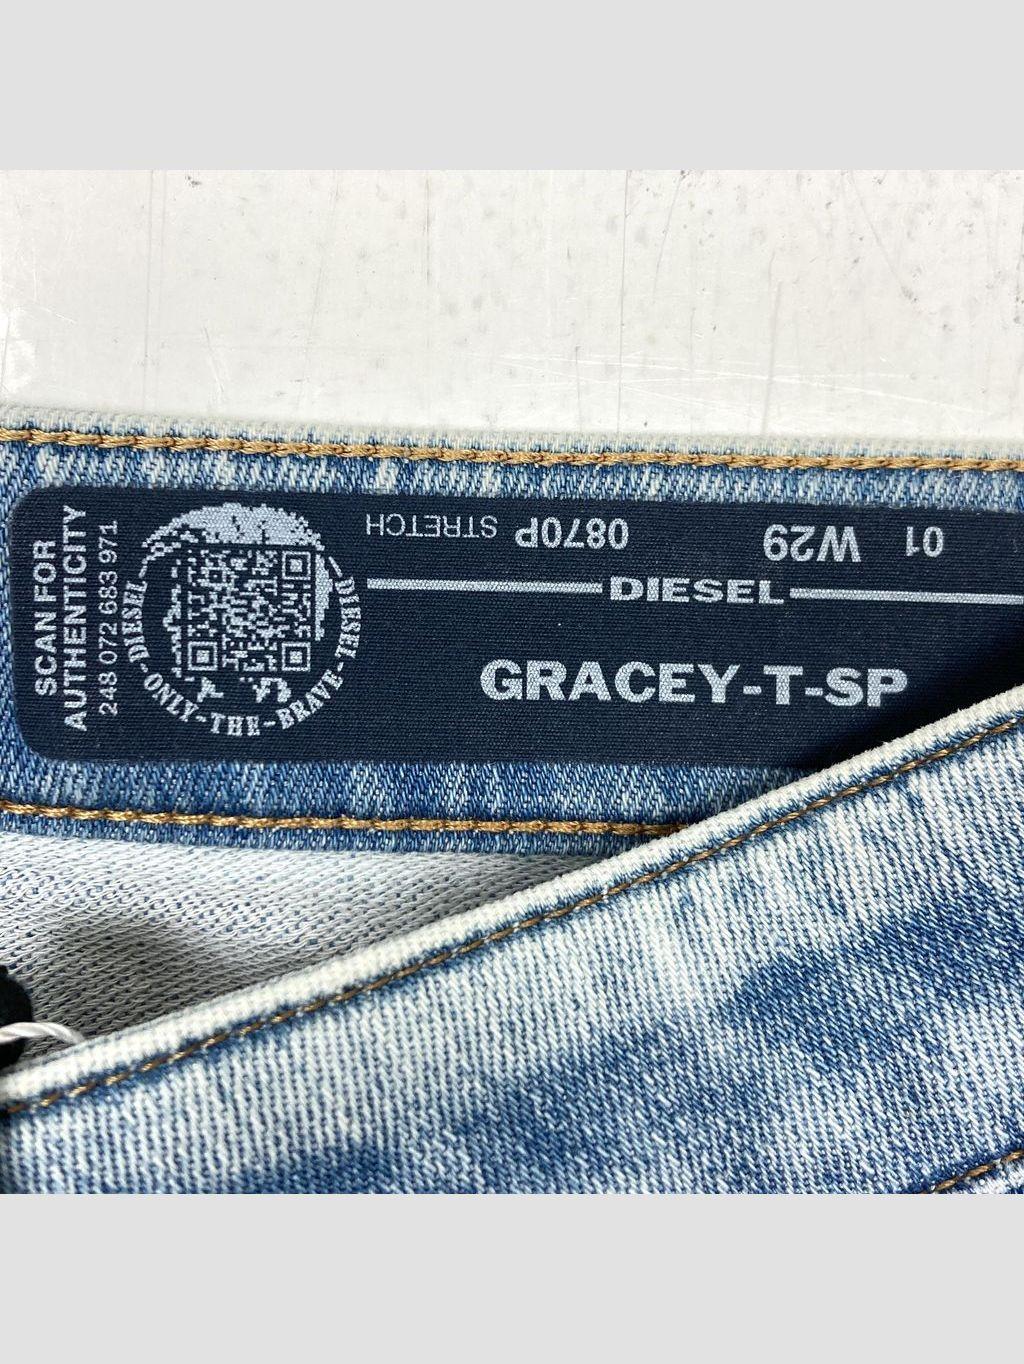 SCAN FOR
AUTHENTICITY
248 072 683 971
DIESEL-ONLY-THE-BRAVE-DIESEL
01 W29 0870P STRETCH
DIESEL
GRACEY-T-SP